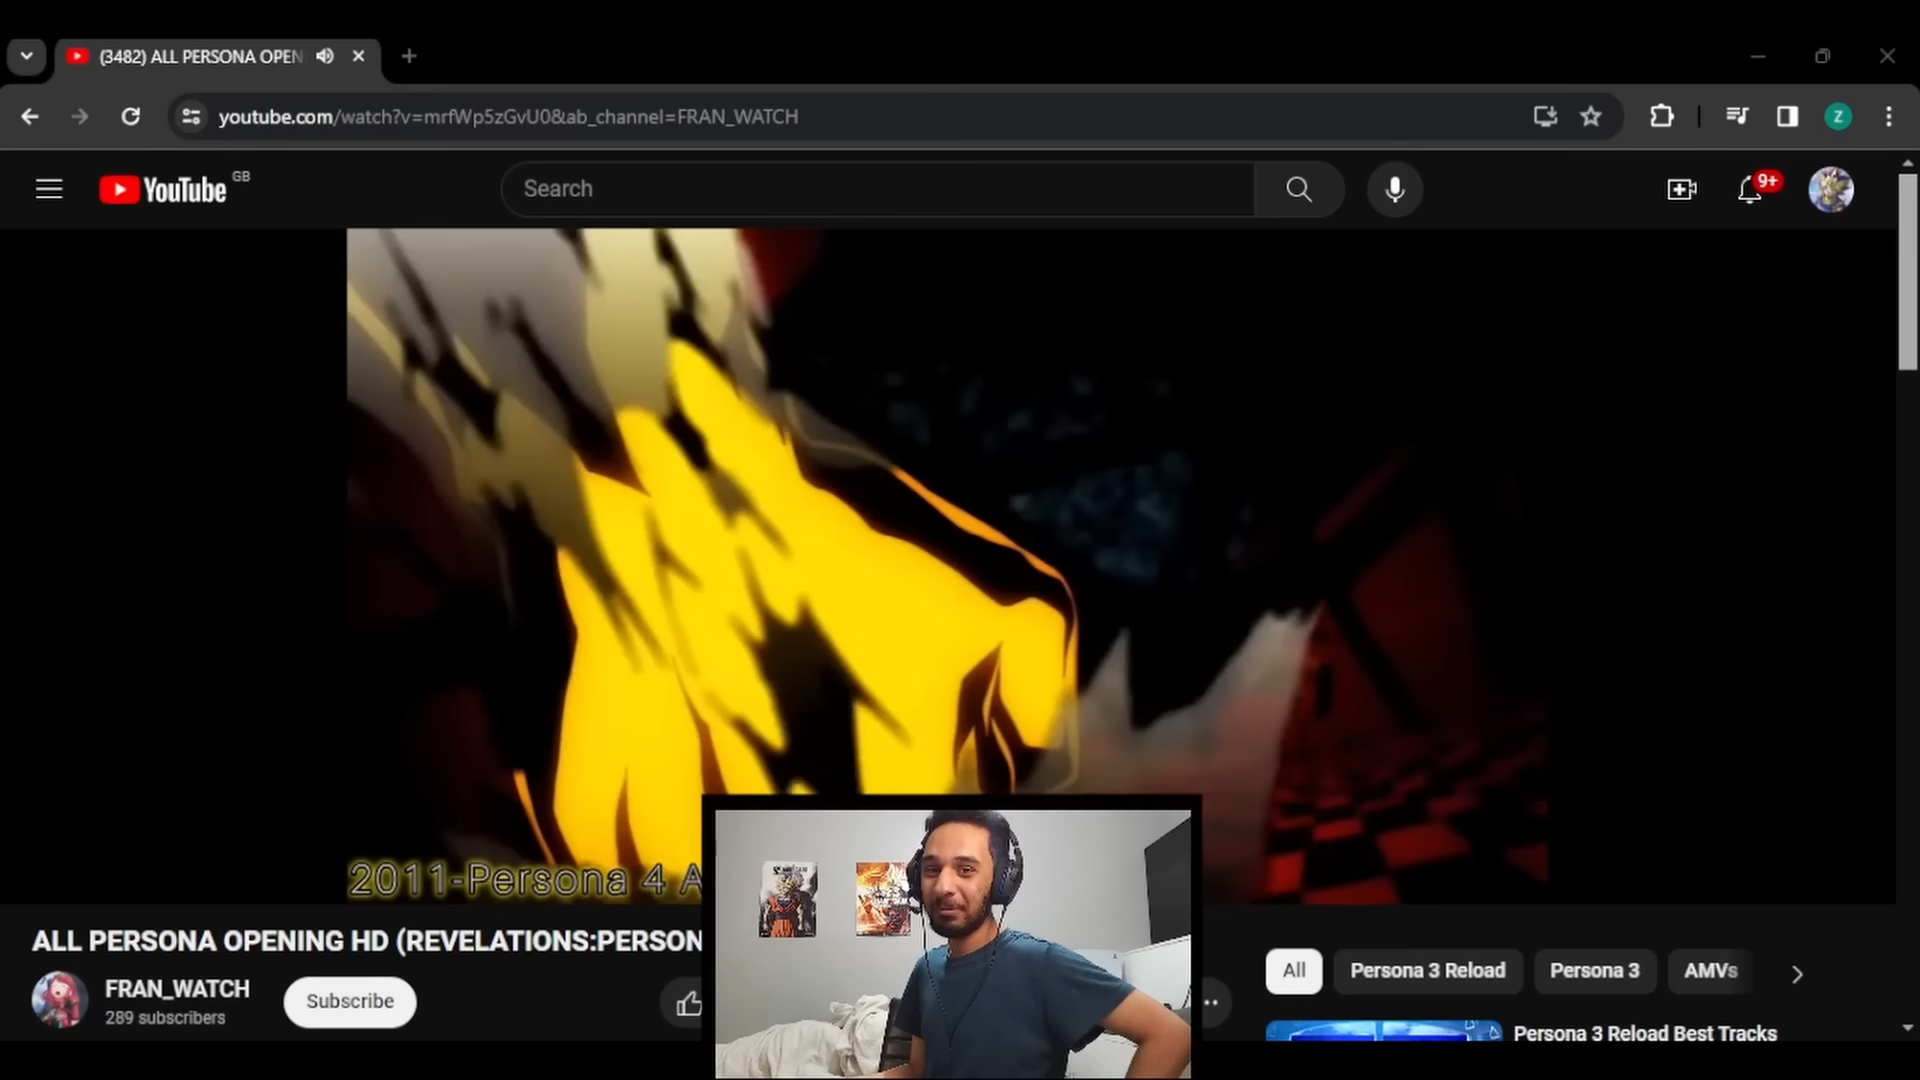 (3482) ALL PERSONA OPEN
youtube.com/watch?v=mrfWp5zGvU0&ab_channel=FRAN_WATCH
Z
YouTube GB
Search
9+
2011-Persona 4 A
ALL PERSONA OPENING HD (REVELATIONS:PERSON
FRAN_WATCH
289 subscribers
Subscribe
All
Persona 3 Reload
Persona 3
AMVs
Persona 3 Reload Best Tracks